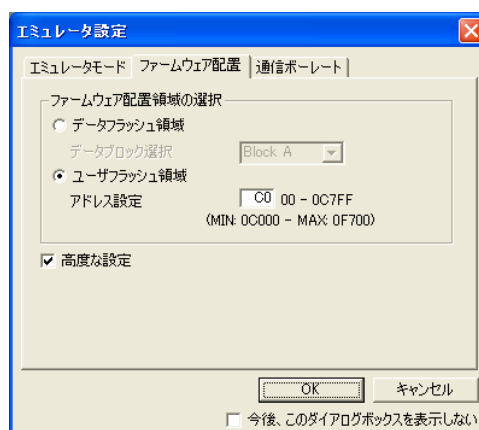 エミュレータ設定
エミュレータモード ファームウェア配置 通信ボーレート
ファームウェア配置領域の選択
データフラッシュ領域
データブロック選択 Block A
ユーザフラッシュ領域
アドレス設定 C0 00 - 0C7FF
(MIN: 0C000 - MAX: 0F700)
高度な設定
OK キャンセル
今後、このダイアログボックスを表示しない